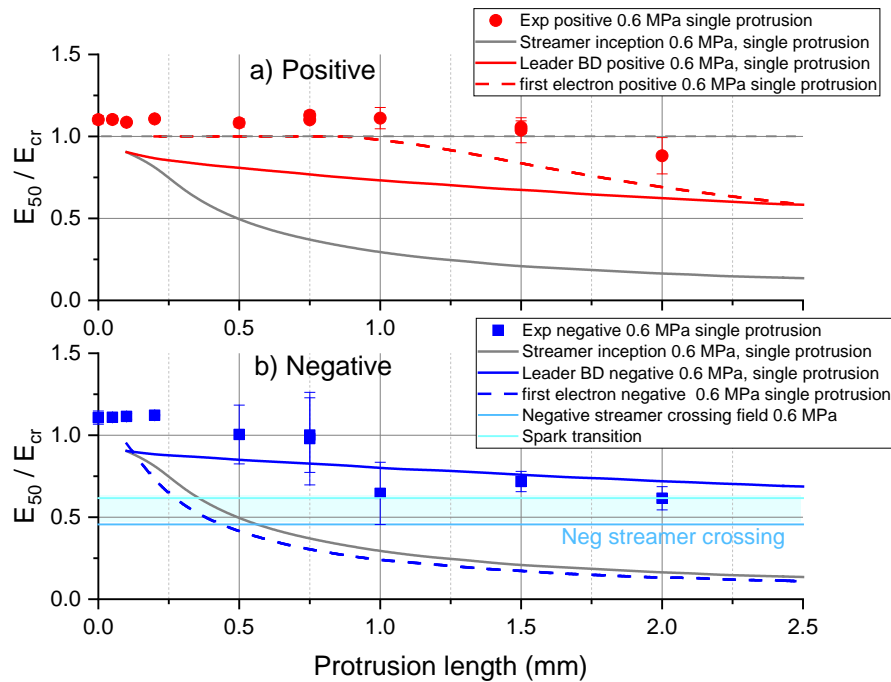 Exp positive 0.6 MPa single protrusion
Streamer inception 0.6 MPa, single protrusion
Leader BD positive 0.6 MPa, single protrusion
first electron positive 0.6 MPa single protrusion
a) Positive
1.5
1.0
0.5
0.0
E50 / Ecr
0.0 0.5 1.0 1.5 2.0 2.5
Exp negative 0.6 MPa single protrusion
Streamer inception 0.6 MPa, single protrusion
Leader BD negative 0.6 MPa, single protrusion
first electron negative 0.6 MPa single protrusion
Negative streamer crossing field 0.6 MPa
Spark transition
b) Negative
1.5
1.0
0.5
0.0
E50 / Ecr
Neg streamer crossing
0.0 0.5 1.0 1.5 2.0 2.5
Protrusion length (mm)